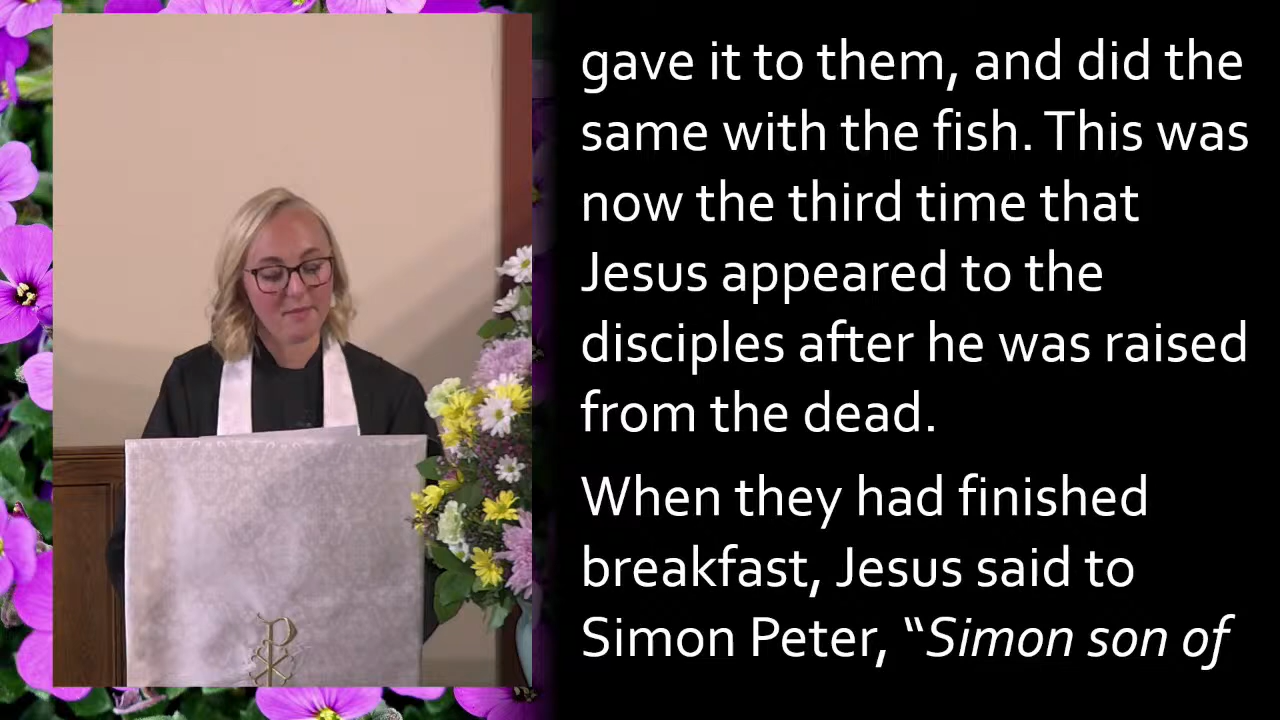 gave it to them, and did the
same with the fish. This was
now the third time that
Jesus appeared to the
disciples after he was raised
from the dead.
When they had finished
breakfast, Jesus said to
Simon Peter, “Simon son of